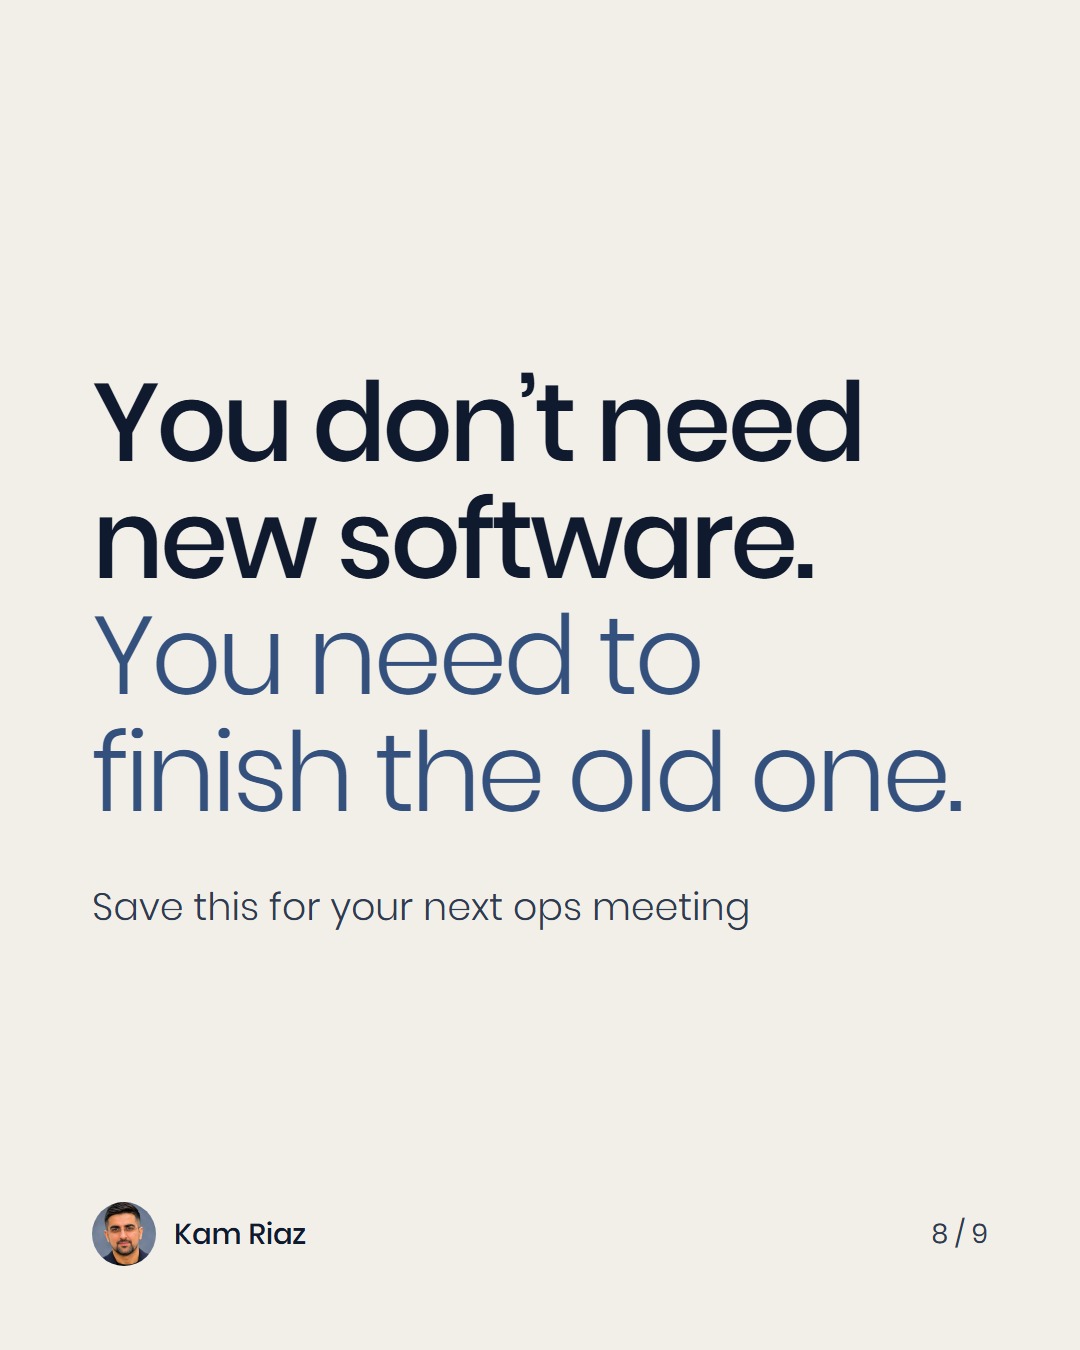 You don’t need
new software.
You need to
finish the old one.
Save this for your next ops meeting
Kam Riaz
8 / 9